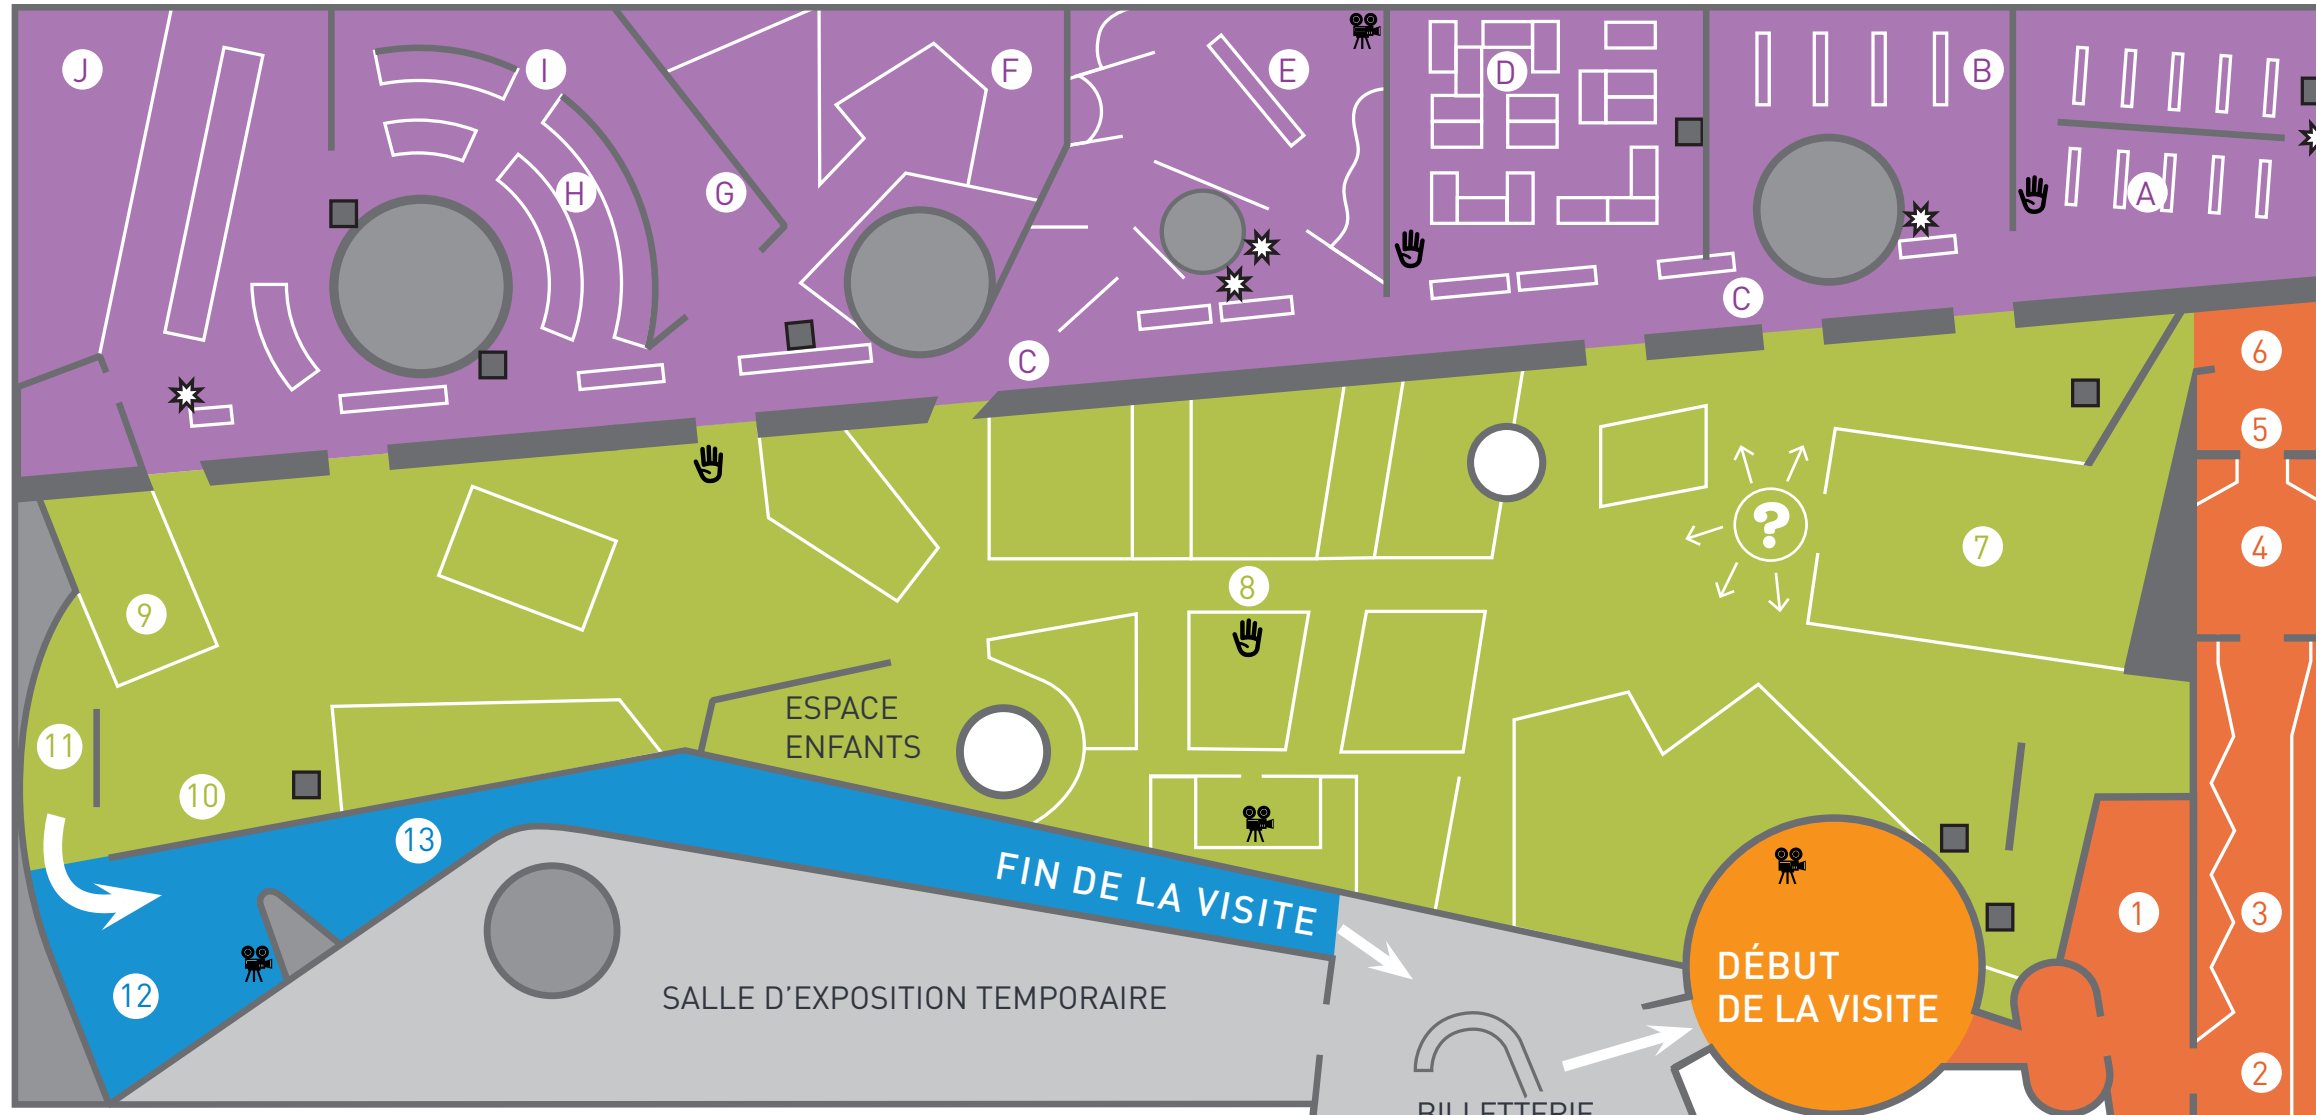 J
I
F
E
D
B
H
G
A
C
C
6
5
?
7
4
8
9
ESPACE
ENFANTS
11
10
13
FIN DE LA VISITE
1
3
12
SALLE D'EXPOSITION TEMPORAIRE
DÉBUT
DE LA VISITE
2
BILLETTERIE